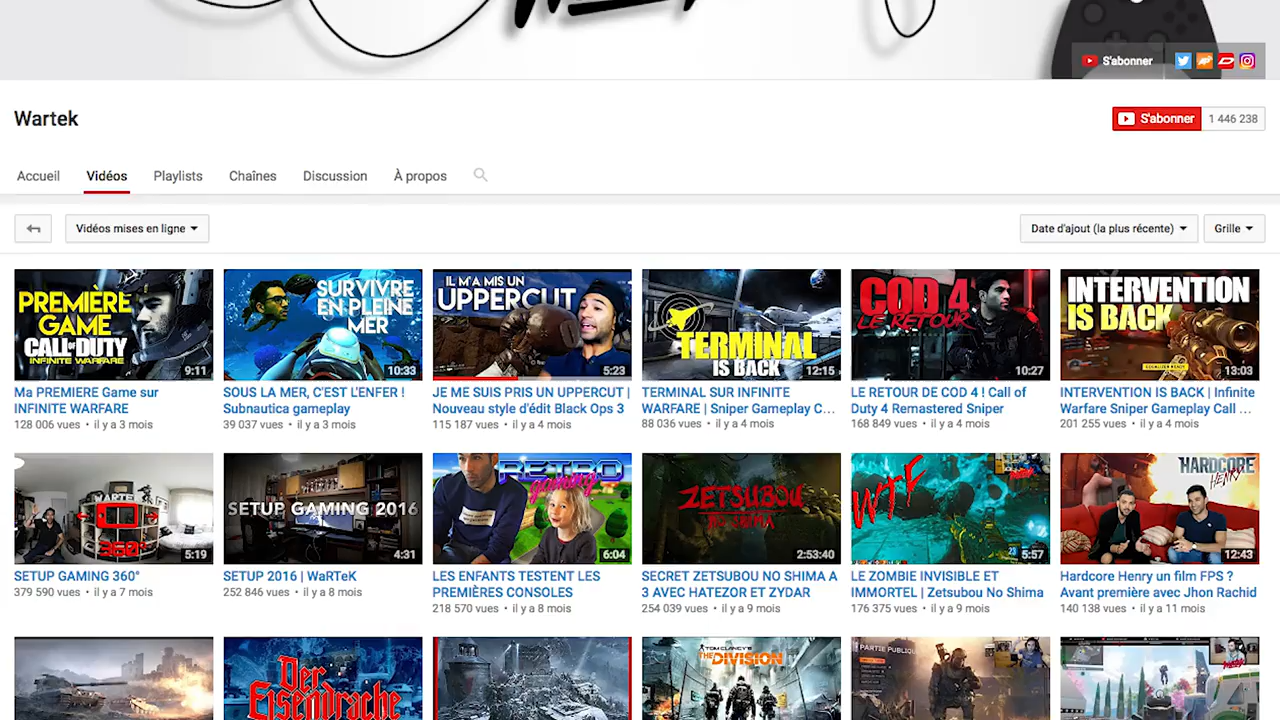 S'abonner
Wartek
S'abonner 1 446 238
Accueil Vidéos Playlists Chaînes Discussion À propos
Vidéos mises en ligne Date d'ajout (la plus récente) Grille
PREMIÈRE
GAME
CALL OF DUTY
INFINITE WARFARE
9:11
SURVIVRE
EN PLEINE
MER
10:33
IL M'A MIS UN
UPPERCUT
5:23
TERMINAL
IS BACK
12:15
COD 4
LE RETOUR
10:27
INTERVENTION
IS BACK
13:03
Ma PREMIERE Game sur
INFINITE WARFARE
128 006 vues • il y a 3 mois
SOUS LA MER, C'EST L'ENFER !
Subnautica gameplay
39 037 vues • il y a 3 mois
JE ME SUIS PRIS UN UPPERCUT |
Nouveau style d'édit Black Ops 3
115 187 vues • il y a 4 mois
TERMINAL SUR INFINITE
WARFARE | Sniper Gameplay C...
88 036 vues • il y a 4 mois
LE RETOUR DE COD 4 ! Call of
Duty 4 Remastered Sniper
168 849 vues • il y a 4 mois
INTERVENTION IS BACK | Infinite
Warfare Sniper Gameplay Call ...
201 255 vues • il y a 4 mois
WARTEK
360°
5:19
SETUP GAMING 2016
4:31
RETRO
gaming
6:04
ZETSUBOU
NO SHIMA
2:53:40
WTF
23
5:57
HARDCORE
HENRY
12:43
SETUP GAMING 360°
379 590 vues • il y a 7 mois
SETUP 2016 | WaRTeK
252 846 vues • il y a 8 mois
LES ENFANTS TESTENT LES
PREMIÈRES CONSOLES
218 570 vues • il y a 8 mois
SECRET ZETSUBOU NO SHIMA A
3 AVEC HATEZOR ET ZYDAR
254 039 vues • il y a 9 mois
LE ZOMBIE INVISIBLE ET
IMMORTEL | Zetsubou No Shima
176 375 vues • il y a 9 mois
Hardcore Henry un film FPS ?
Avant première avec Jhon Rachid
140 138 vues • il y a 11 mois
Der
Eisendrache
TOM CLANCY'S
THE DIVISION
PARTIE PUBLIQUE